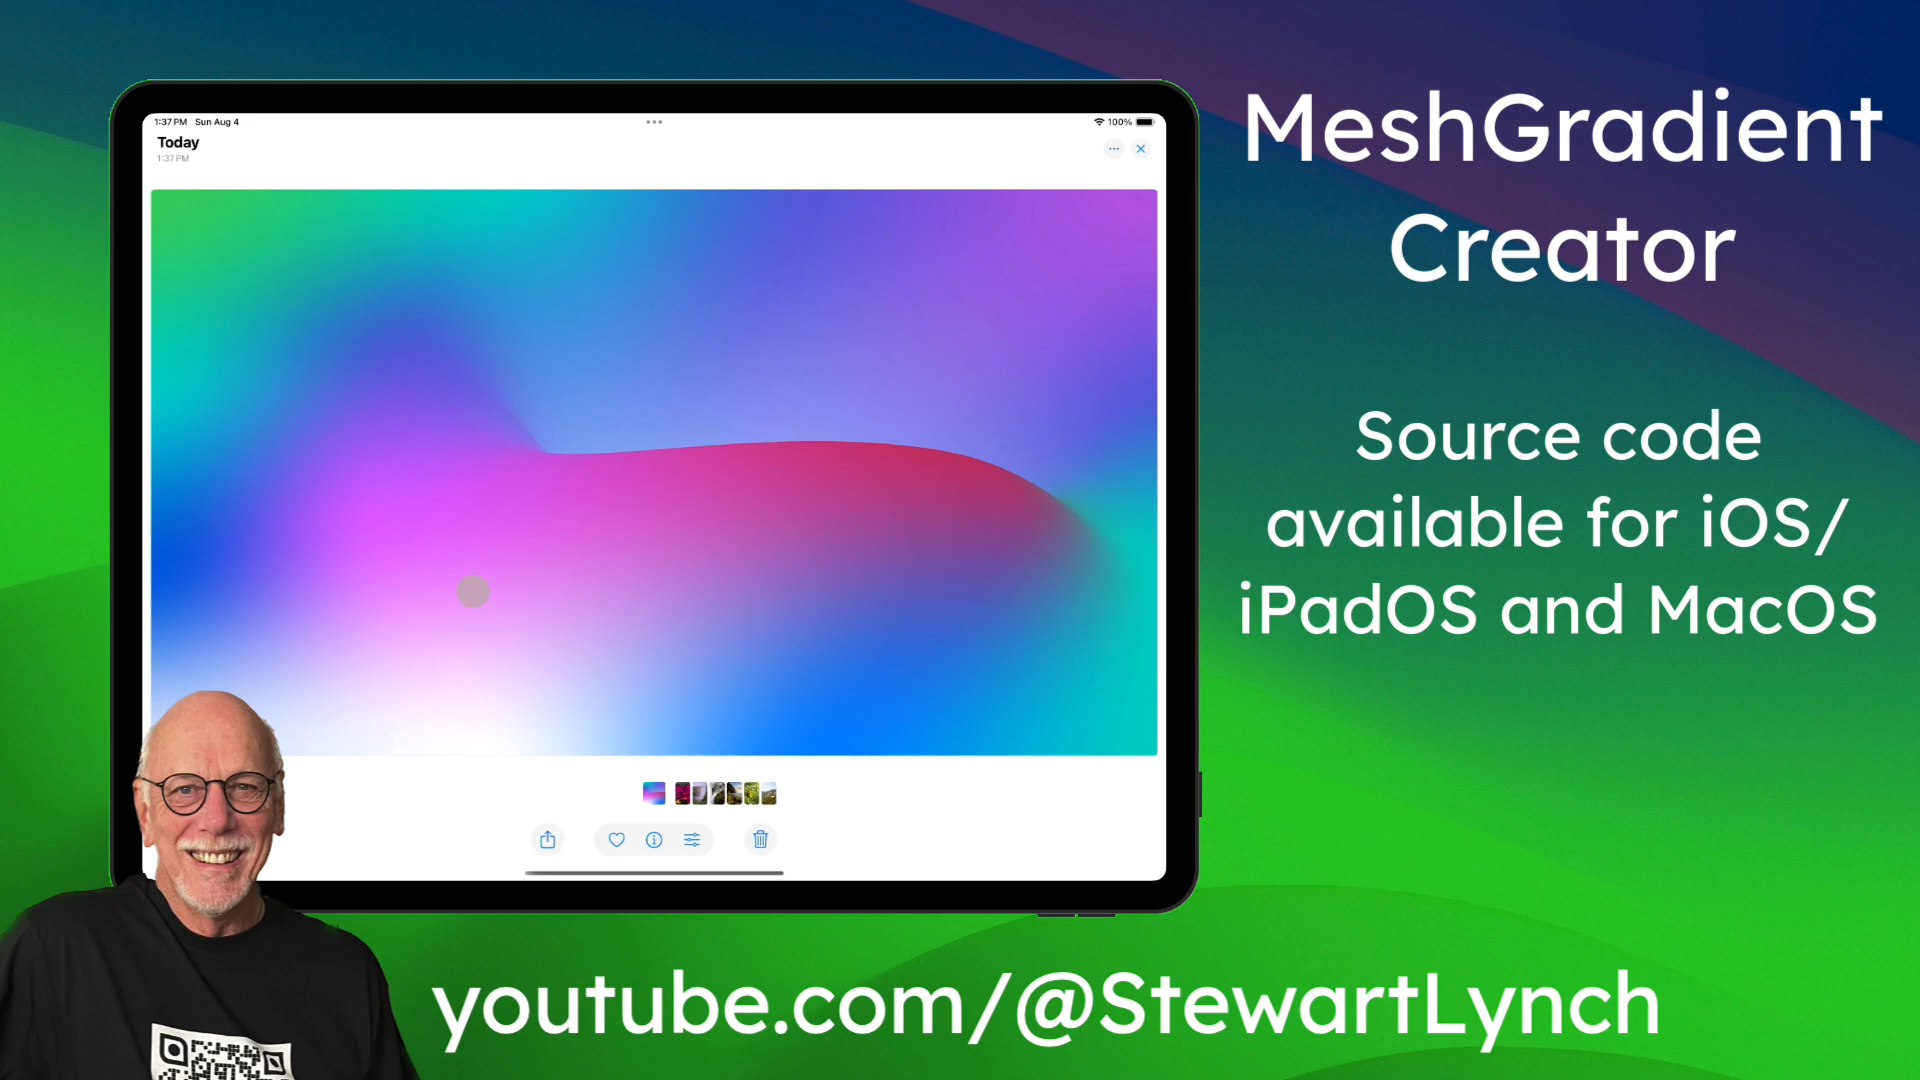 1:37 PM Sun Aug 4
100%
Today
1:37 PM
MeshGradient
Creator
Source code
available for iOS/
iPadOS and MacOS
youtube.com/@StewartLynch